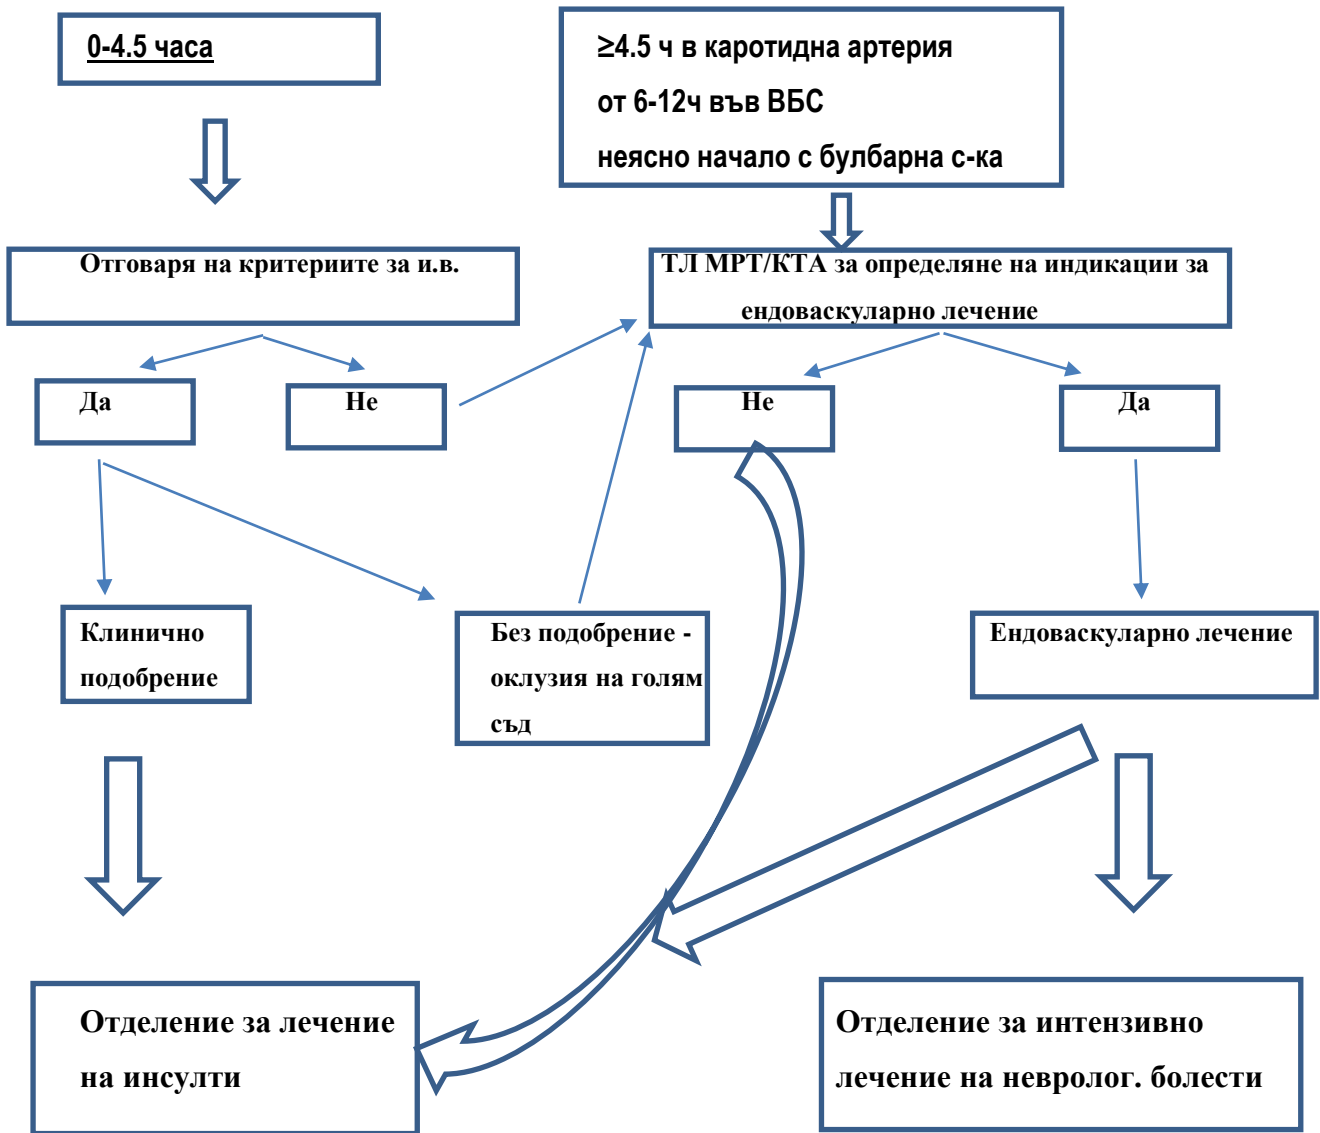 0-4.5 часа
≥4.5 ч в каротидна артерия
от 6-12ч във ВБС
неясно начало с булбарна с-ка
Отговаря на критериите за и.в.
ТЛ МРТ/КТА за определяне на индикации за
ендоваскуларно лечение
Да
Не
Не
Да
Клинично
подобрение
Без подобрение -
оклузия на голям
съд
Ендоваскуларно лечение
Отделение за лечение
на инсулти
Отделение за интензивно
лечение на невролог. болести